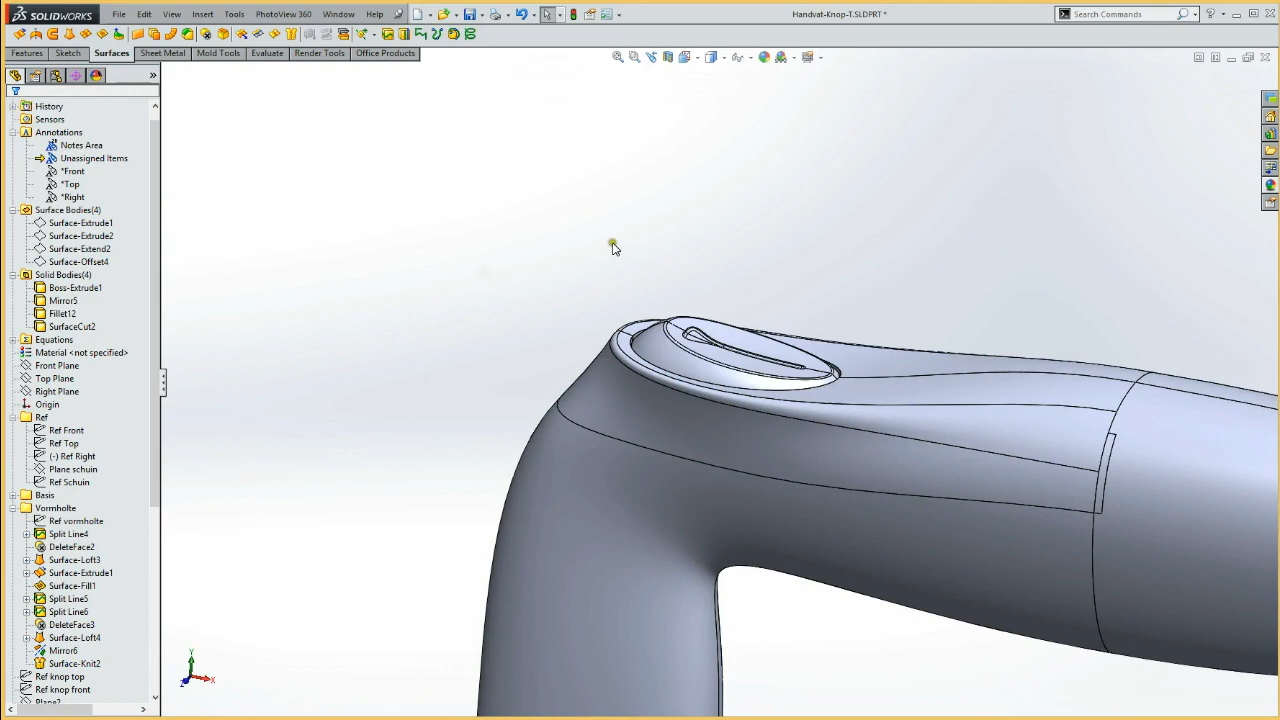 SOLIDWORKS File Edit View Insert Tools PhotoView 360 Window Help Handvat-Knop-T.SLDPRT * Search Commands
Features Sketch Surfaces Sheet Metal Mold Tools Evaluate Render Tools Office Products
History
Sensors
Annotations
Notes Area
Unassigned Items
*Front
*Top
*Right
Surface Bodies(4)
Surface-Extrude1
Surface-Extrude2
Surface-Extend2
Surface-Offset4
Solid Bodies(4)
Boss-Extrude1
Mirror5
Fillet12
SurfaceCut2
Equations
Material <not specified>
Front Plane
Top Plane
Right Plane
Origin
Ref
Ref Front
Ref Top
(-) Ref Right
Plane schuin
Ref Schuin
Basis
Vormholte
Ref vormholte
Split Line4
DeleteFace2
Surface-Loft3
Surface-Extrude1
Surface-Fill1
Split Line5
Split Line6
DeleteFace3
Surface-Loft4
Mirror6
Surface-Knit2
Ref knop top
Ref knop front
Plane2
Y
Z X